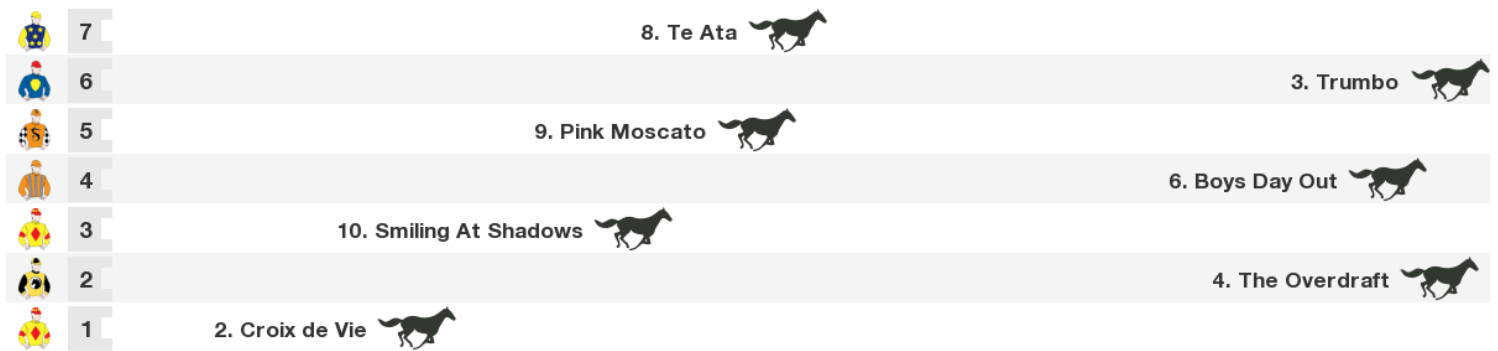 7 8. Te Ata
6 3. Trumbo
5 9. Pink Moscato
4 6. Boys Day Out
3 10. Smiling At Shadows
2 4. The Overdraft
1 2. Croix de Vie